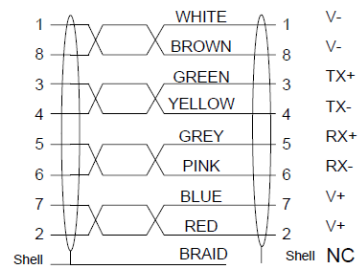 1 WHITE 1 V-
8 BROWN 8 V-
3 GREEN 3 TX+
4 YELLOW 4 TX-
5 GREY 5 RX+
6 PINK 6 RX-
7 BLUE 7 V+
2 RED 2 V+
Shell BRAID Shell NC